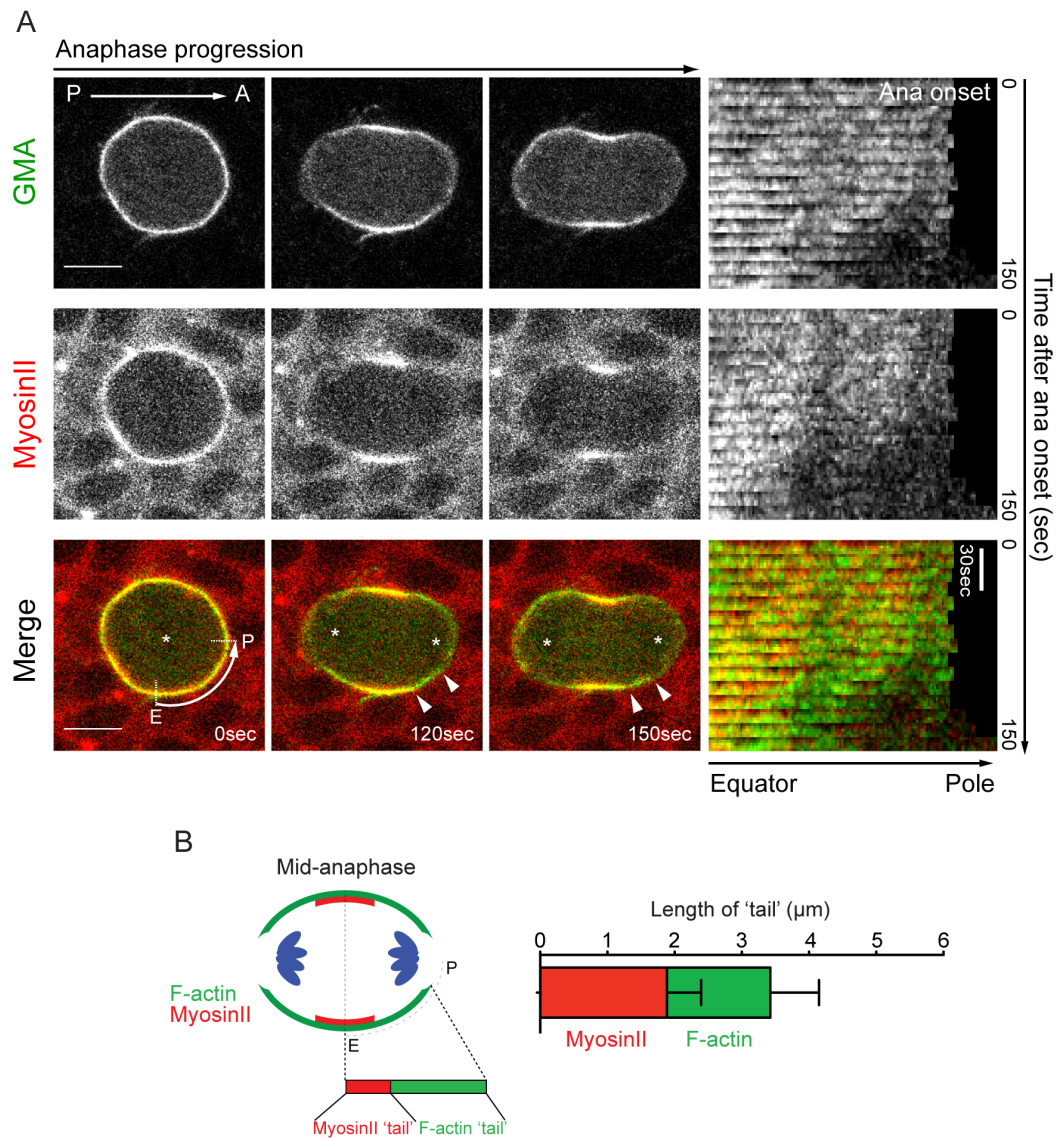 A
Anaphase progression
P A
GMA
Ana onset
0
150
MyosinII
0
150
Time after ana onset (sec)
Merge
* P
E
0sec
* *
120sec
* *
150sec
0
30sec
150
Equator Pole
B
Mid-anaphase
F-actin
MyosinII
P
E
MyosinII ‘tail’ F-actin ‘tail’
Length of ‘tail’ (μm)
0 1 2 3 4 5 6
MyosinII F-actin